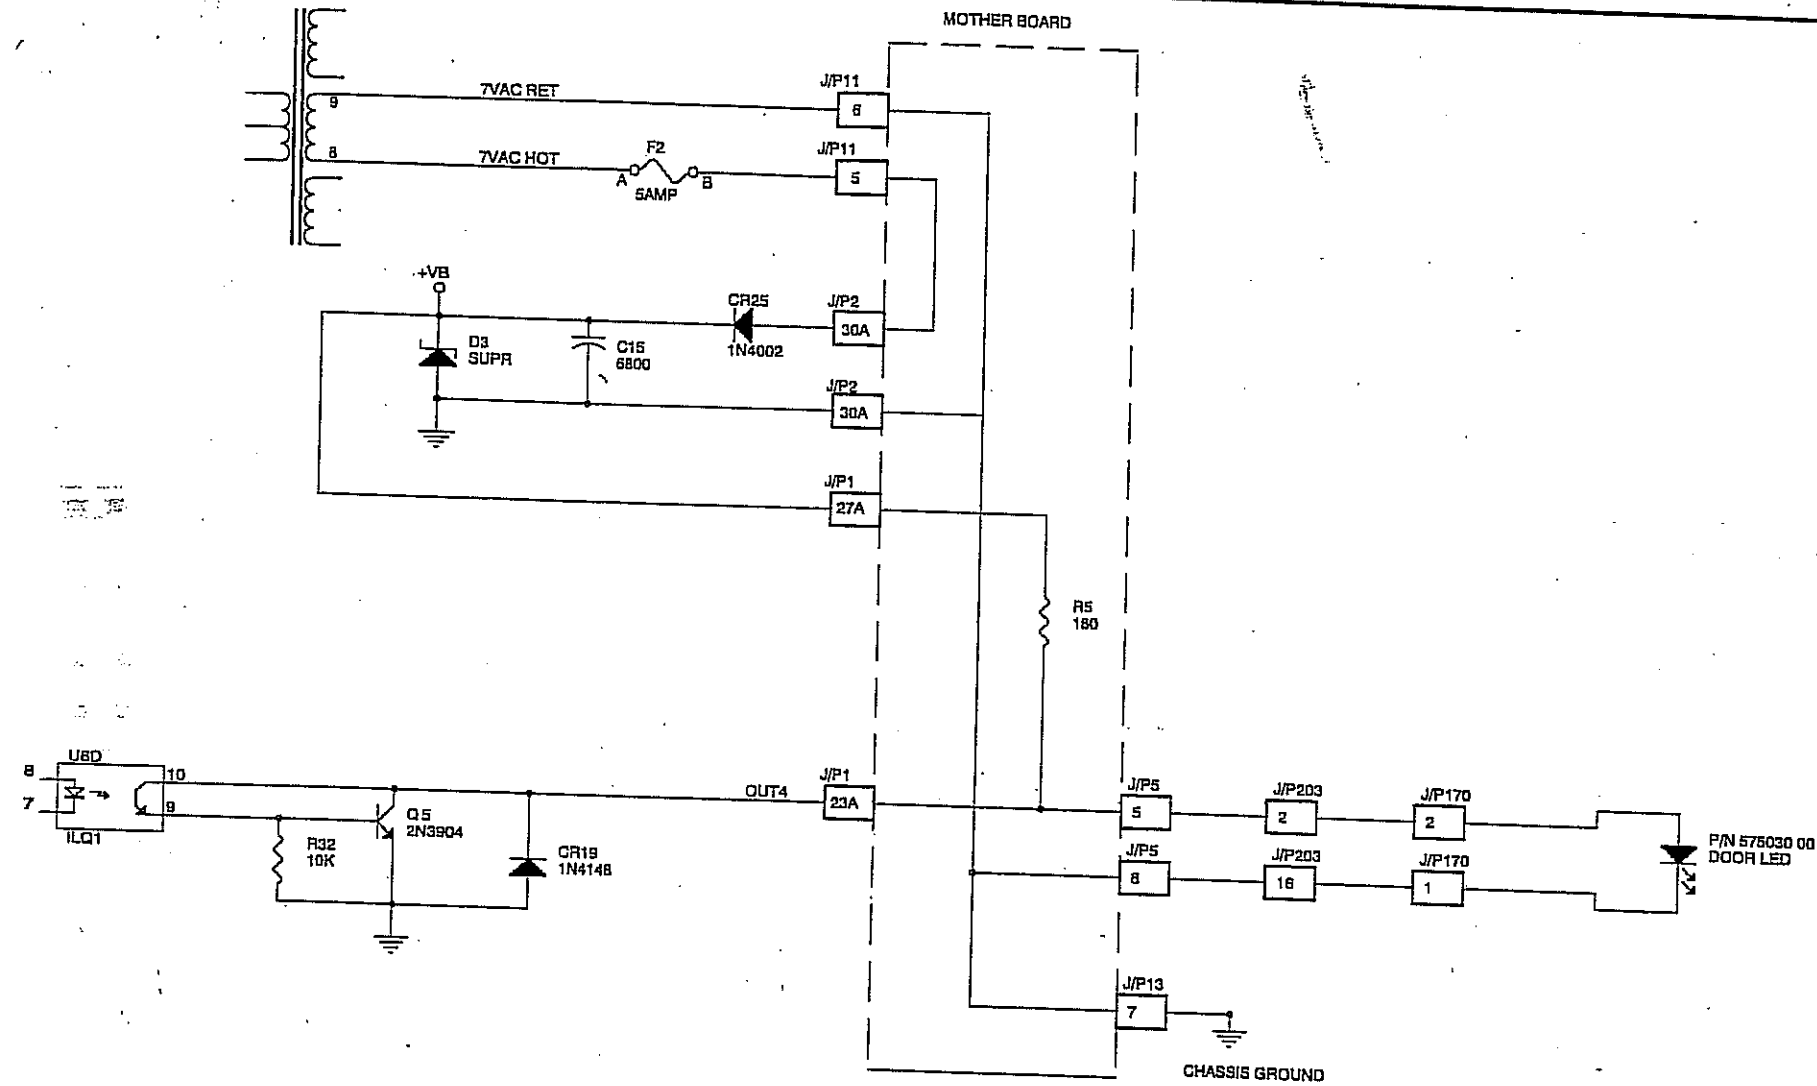 MOTHER BOARD
J/P11
7VAC RET
9
6
J/P11
F2
8
7VAC HOT
A
B
5
5AMP
+VB
CR25
J/P2
30A
D3
SUPR
C15
6800
1N4002
J/P2
30A
J/P1
27A
R5
180
U6D
8
10
J/P1
J/P5
J/P203
J/P170
7
9
OUT4
23A
5
2
2
ILQ1
Q5
2N3904
R32
10K
CR19
1N4148
J/P5
J/P203
J/P170
8
16
1
P/N 575030 00
DOOR LED
J/P13
7
CHASSIS GROUND